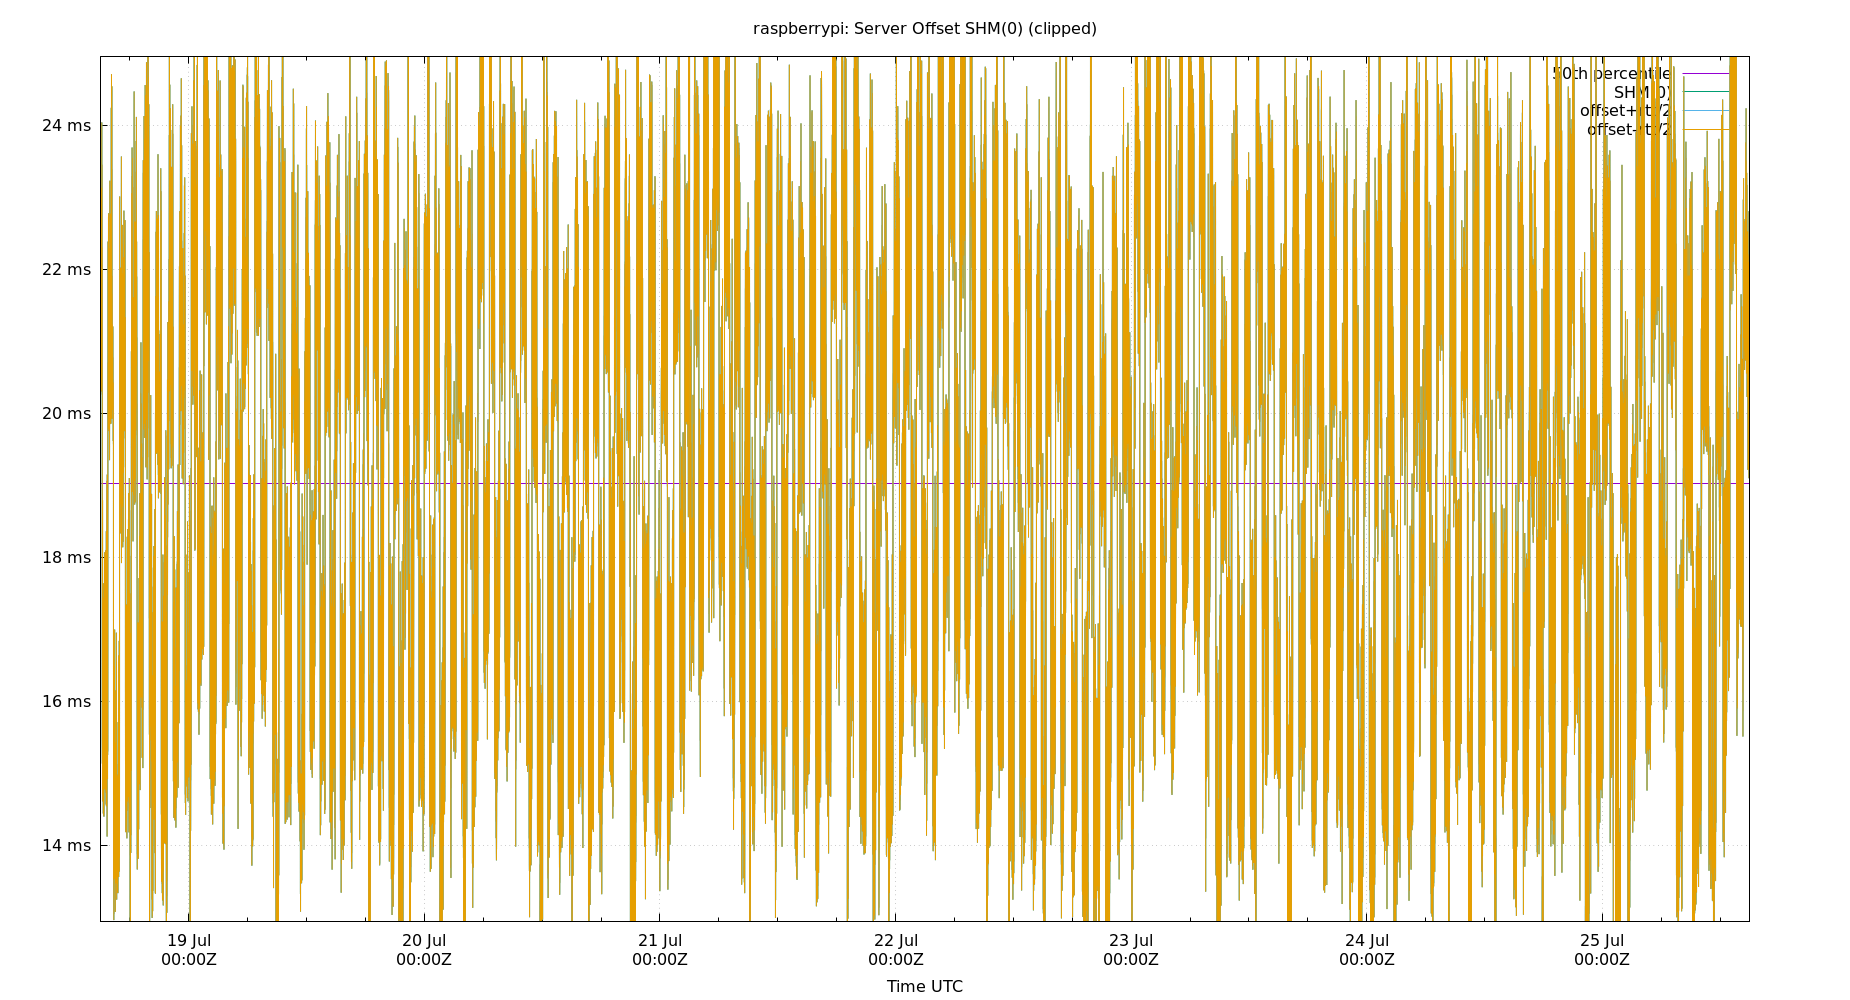 raspberrypi: Server Offset SHM(0) (clipped)
50th percentile
SHM(0)
offset+rtt/2
offset-rtt/2
24 ms
22 ms
20 ms
18 ms
16 ms
14 ms
19 Jul 20 Jul 21 Jul 22 Jul 23 Jul 24 Jul 25 Jul
00:00Z 00:00Z 00:00Z 00:00Z 00:00Z 00:00Z 00:00Z
Time UTC